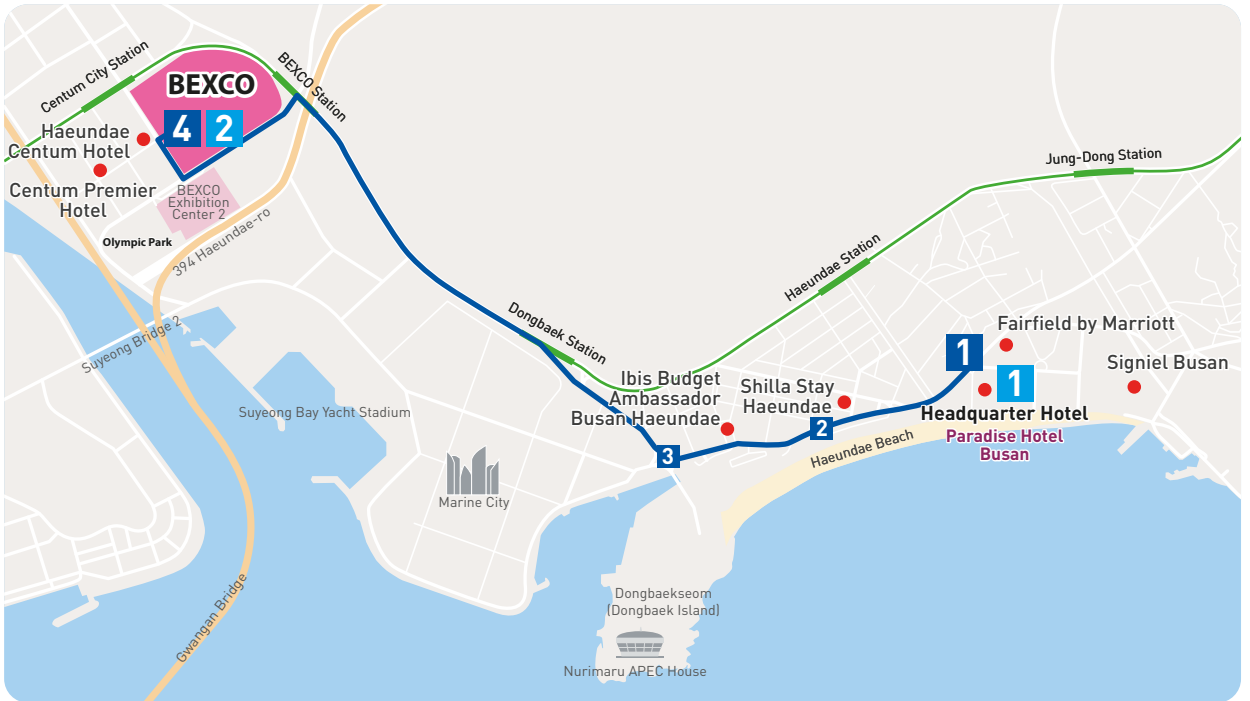 Centum City Station
BEXCO
BEXCO Station
4
2
Haeundae
Centum Hotel
Centum Premier
Hotel
BEXCO
Exhibition
Center 2
Olympic Park
394 Haeundae-ro
Suyeong Bridge 2
Suyeong Bay Yacht Stadium
Marine City
Gwangan Bridge
Dongbaek Station
Ibis Budget
Ambassador
Busan Haeundae
3
Shilla Stay
Haeundae
2
Haeundae Station
Jung-Dong Station
1
Fairfield by Marriott
1
Signiel Busan
Headquarter Hotel
Paradise Hotel
Busan
Haeundae Beach
Dongbaekseom
(Dongbaek Island)
Nurimaru APEC House